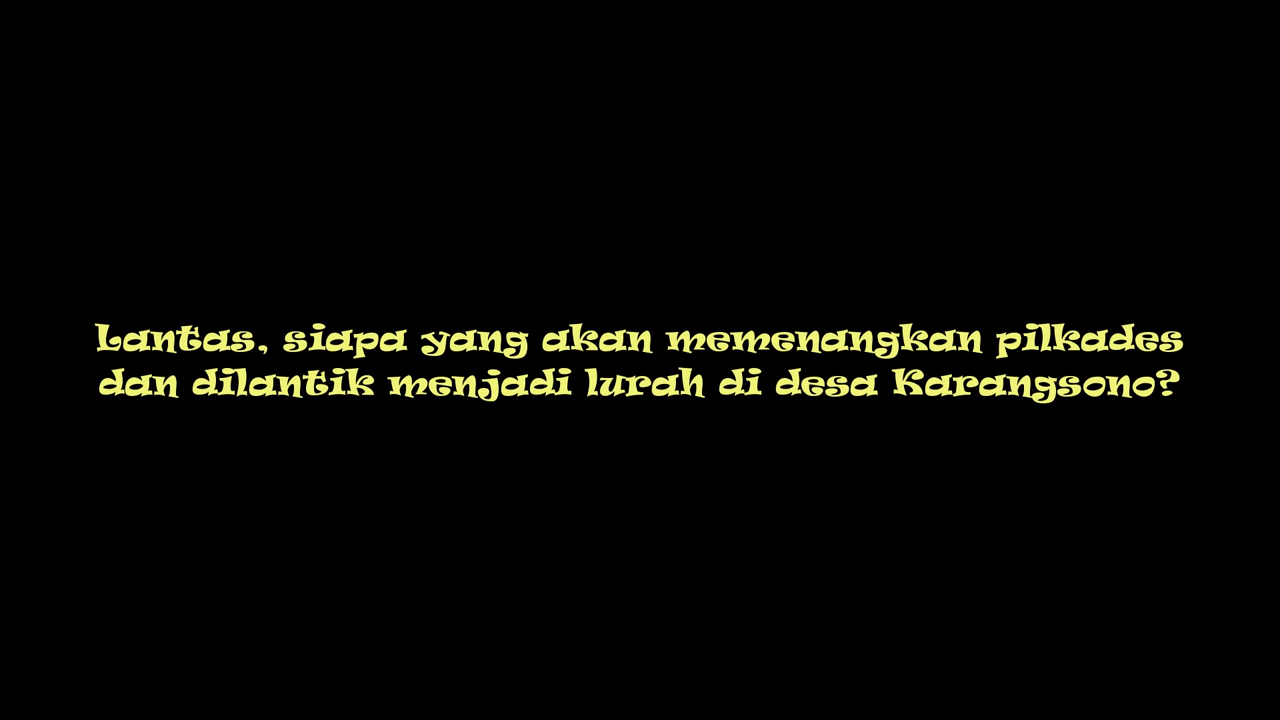 Lantas, siapa yang akan memenangkan pilkades
dan dilantik menjadi lurah di desa Karangsono?